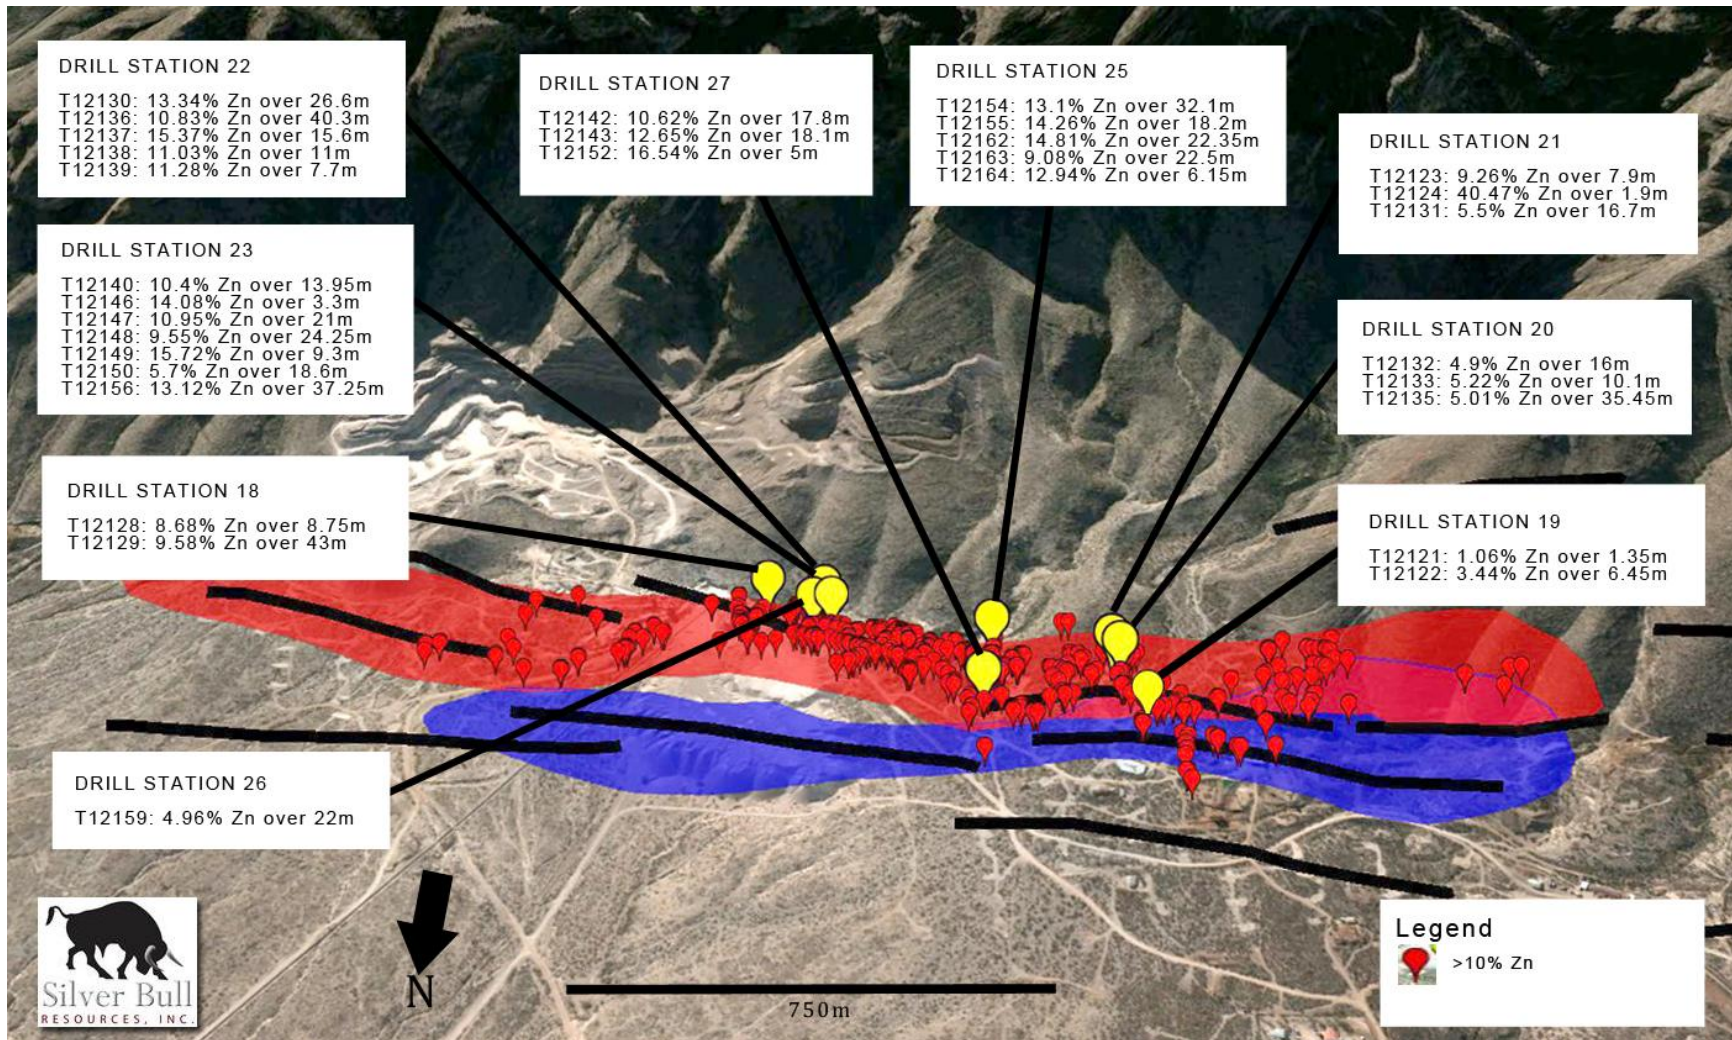 DRILL STATION 22
T12130: 13.34% Zn over 26.6m
T12136: 10.83% Zn over 40.3m
T12137: 15.37% Zn over 15.6m
T12138: 11.03% Zn over 11m
T12139: 11.28% Zn over 7.7m
DRILL STATION 27
T12142: 10.62% Zn over 17.8m
T12143: 12.65% Zn over 18.1m
T12152: 16.54% Zn over 5m
DRILL STATION 25
T12154: 13.1% Zn over 32.1m
T12155: 14.26% Zn over 18.2m
T12162: 14.81% Zn over 22.35m
T12163: 9.08% Zn over 22.5m
T12164: 12.94% Zn over 6.15m
DRILL STATION 21
T12123: 9.26% Zn over 7.9m
T12124: 40.47% Zn over 1.9m
T12131: 5.5% Zn over 16.7m
DRILL STATION 23
T12140: 10.4% Zn over 13.95m
T12146: 14.08% Zn over 3.3m
T12147: 10.95% Zn over 21m
T12148: 9.55% Zn over 24.25m
T12149: 15.72% Zn over 9.3m
T12150: 5.7% Zn over 18.6m
T12156: 13.12% Zn over 37.25m
DRILL STATION 20
T12132: 4.9% Zn over 16m
T12133: 5.22% Zn over 10.1m
T12135: 5.01% Zn over 35.45m
DRILL STATION 18
T12128: 8.68% Zn over 8.75m
T12129: 9.58% Zn over 43m
DRILL STATION 19
T12121: 1.06% Zn over 1.35m
T12122: 3.44% Zn over 6.45m
DRILL STATION 26
T12159: 4.96% Zn over 22m
Silver Bull
RESOURCES, INC.
N
750m
Legend
>10% Zn